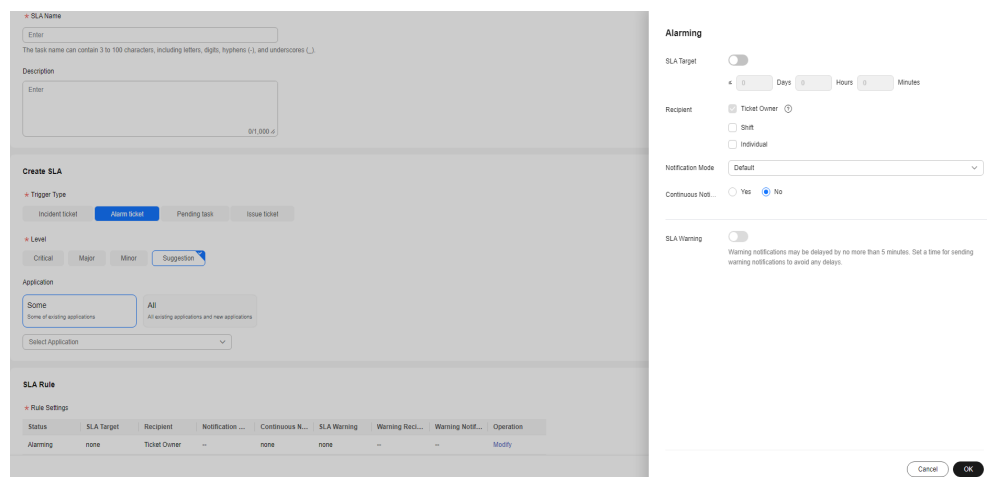 * SLA Name
Enter
The task name can contain 3 to 100 characters, including letters, digits, hyphens (-), and underscores (_).
Description
Enter
0/1,000
Create SLA
* Trigger Type
Incident ticket Alarm ticket Pending task Issue ticket
* Level
Critical Major Minor Suggestion
Application
Some All
Some of existing applications All existing applications and new applications
Select Application
SLA Rule
* Rule Settings
Status SLA Target Recipient Notification ... Continuous N... SLA Warning Warning Reci... Warning Notif... Operation
Alarming none Ticket Owner -- none none -- -- Modify
Alarming
SLA Target
≤ 0 Days 0 Hours 0 Minutes
Recipient Ticket Owner ?
Shift
Individual
Notification Mode Default
Continuous Noti... Yes No
SLA Warning
Warning notifications may be delayed by no more than 5 minutes. Set a time for sending
warning notifications to avoid any delays.
Cancel OK